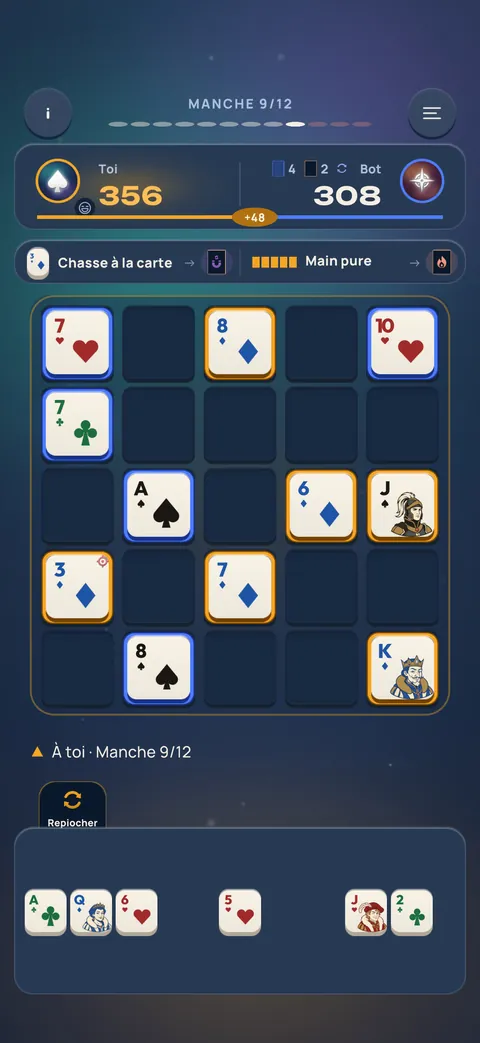 i
MANCHE 9/12
Toi
356
4
2
Bot
308
+48
3
Chasse à la carte →
Main pure →
7
8
10
7
A
6
J
3
7
8
K
À toi · Manche 9/12
Repiocher
A
Q
6
5
J
2